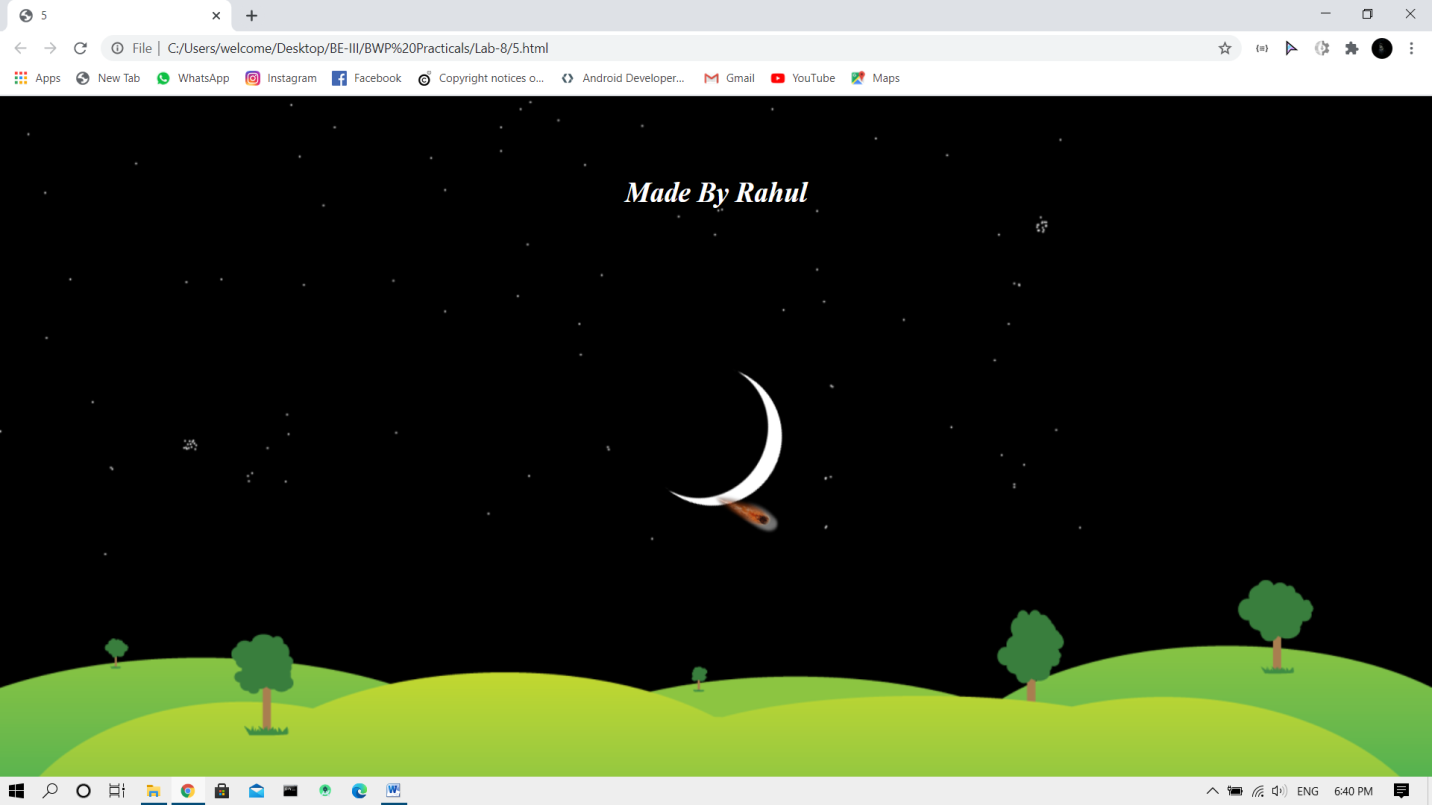 5
File | C:/Users/welcome/Desktop/BE-III/BWP%20Practicals/Lab-8/5.html
Apps New Tab WhatsApp Instagram Facebook Copyright notices o... Android Developer... Gmail YouTube Maps
Made By Rahul
ENG 6:40 PM